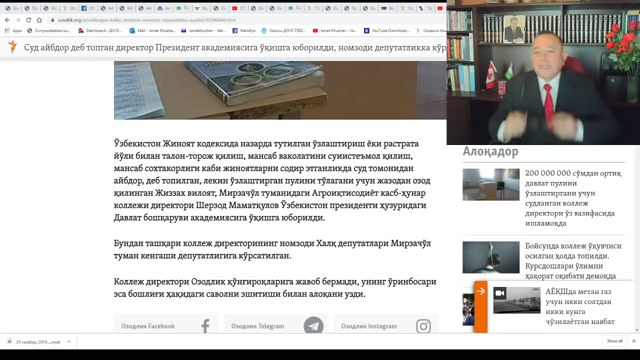 Суд айбдор деб топган директор Президент академиясига ўқишга юборилди, номзоди депутатликка кўр
Ўзбекистон Жиноят кодексида назарда тутилган ўзлаштириш ёки растрата
йўли билан талон-торож қилиш, мансаб ваколатини суиистеъмол қилиш,
мансаб сохтакорлиги каби жиноятларни содир этганликда суд томонидан
айбдор, деб топилган, лекин ўзлаштирган пулини тўлагани учун жазодан озод
қилинган Жиззах вилоят, Мирзачўл туманидаги Агроиқтисодиёт касб-ҳунар
коллежи директори Шерзод Маматқулов Ўзбекистон президенти ҳузуридаги
Давлат бошқаруви академиясига ўқишга юборилди.
Бундан ташқари коллеж директорининг номзоди Халқ депутатлари Мирзачўл
туман кенгаши депутатлигига кўрсатилган.
Коллеж директори Озодлик қўнғироқларига жавоб бермади, унинг ўринбосари
эса бошлиғи ҳақидаги саволни эшитиши билан алоқани узди.
Озодлик Facebook
Озодлик Telegram
Озодлик Instagram
Алоқадор
200 000 000 сўмдан ортиқ
давлат пулини
ўзлаштиргани учун
судланган коллеж
директори ўз вазифасида
ишламоқда
Бойсунда коллеж ўқувчиси
осилган ҳолда топилди.
Курсдошлари ўлимни
ҳақорат оқибати демоқда
АЁҚШда метан газ
учун икки соатдан
икки кунга
чўзилаётган навбат
Show all